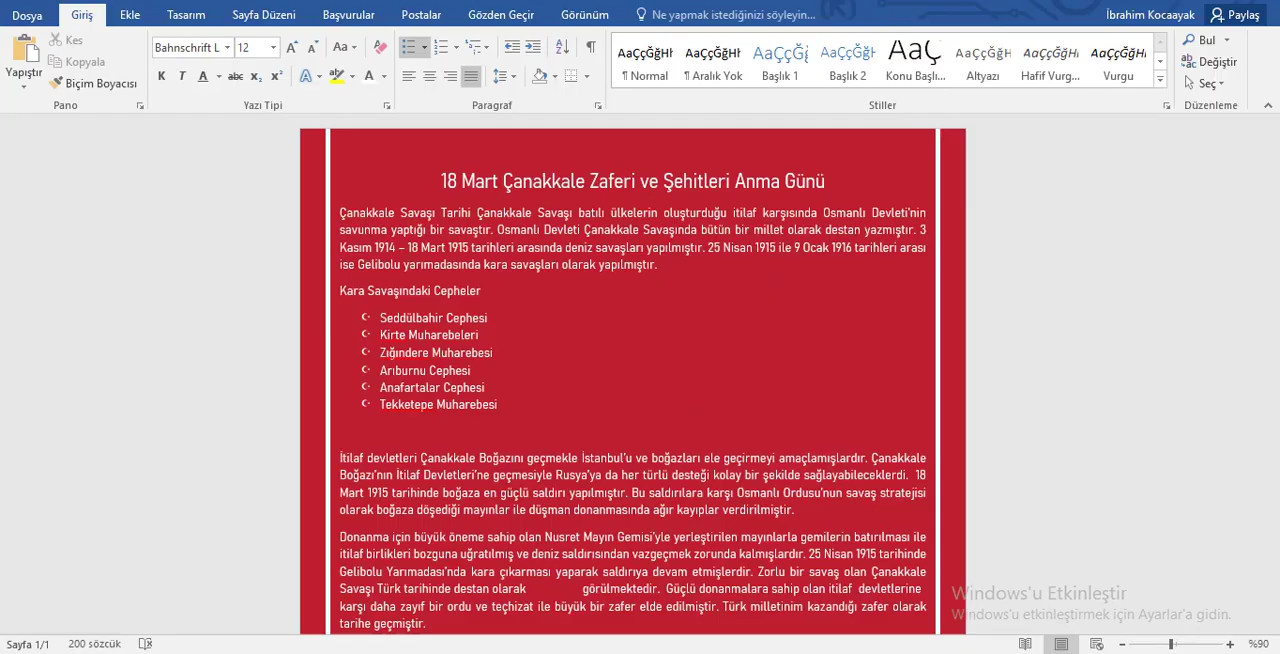 Dosya Giriş Ekle Tasarım Sayfa Düzeni Başvurular Postalar Gözden Geçir Görünüm Ne yapmak istediğinizi söyleyin... İbrahim Kocaayak Paylaş
Yapıştır
Kes
Kopyala
Biçim Boyacısı
Pano
Bahnschrift L 12 Aa
K T A abc x₂ x² A aby A
Yazı Tipi
Paragraf
AaÇçĞğHł AaÇçĞğHł AaÇçĞğ AaÇçĞğHł AaÇ AaÇçĞğH AaÇçĞğHı AaÇçĞğHı
¶ Normal ¶ Aralık Yok Başlık 1 Başlık 2 Konu Başlı... Altyazı Hafif Vurg... Vurgu
Stiller
Bul
Değiştir
Seç
Düzenleme
18 Mart Çanakkale Zaferi ve Şehitleri Anma Günü
Çanakkale Savaşı Tarihi Çanakkale Savaşı batılı ülkelerin oluşturduğu itilaf karşısında Osmanlı Devleti'nin
savunma yaptığı bir savaştır. Osmanlı Devleti Çanakkale Savaşında bütün bir millet olarak destan yazmıştır. 3
Kasım 1914 – 18 Mart 1915 tarihleri arasında deniz savaşları yapılmıştır. 25 Nisan 1915 ile 9 Ocak 1916 tarihleri arası
ise Gelibolu yarımadasında kara savaşları olarak yapılmıştır.
Kara Savaşındaki Cepheler
Seddülbahir Cephesi
Kirte Muharebeleri
Zığındere Muharebesi
Arıburnu Cephesi
Anafartalar Cephesi
Tekketepe Muharebesi
İtilaf devletleri Çanakkale Boğazını geçmekle İstanbul'u ve boğazları ele geçirmeyi amaçlamışlardır. Çanakkale
Boğazı'nın İtilaf Devletleri'ne geçmesiyle Rusya'ya da her türlü desteği kolay bir şekilde sağlayabileceklerdi. 18
Mart 1915 tarihinde boğaza en güçlü saldırı yapılmıştır. Bu saldırılara karşı Osmanlı Ordusu'nun savaş stratejisi
olarak boğaza döşediği mayınlar ile düşman donanmasında ağır kayıplar verdirilmiştir.
Donanma için büyük öneme sahip olan Nusret Mayın Gemisi'yle yerleştirilen mayınlarla gemilerin batırılması ile
itilaf birlikleri bozguna uğratılmış ve deniz saldırısından vazgeçmek zorunda kalmışlardır. 25 Nisan 1915 tarihinde
Gelibolu Yarımadası'nda kara çıkarması yaparak saldırıya devam etmişlerdir. Zorlu bir savaş olan Çanakkale
Savaşı Türk tarihinde destan olarak görülmektedir. Güçlü donanmalara sahip olan itilaf devletlerine
karşı daha zayıf bir ordu ve teçhizat ile büyük bir zafer elde edilmiştir. Türk milletinim kazandığı zafer olarak
tarihe geçmiştir.
Windows'u Etkinleştir
Windows'u etkinleştirmek için Ayarlar'a gidin.
Sayfa 1/1 200 sözcük %90